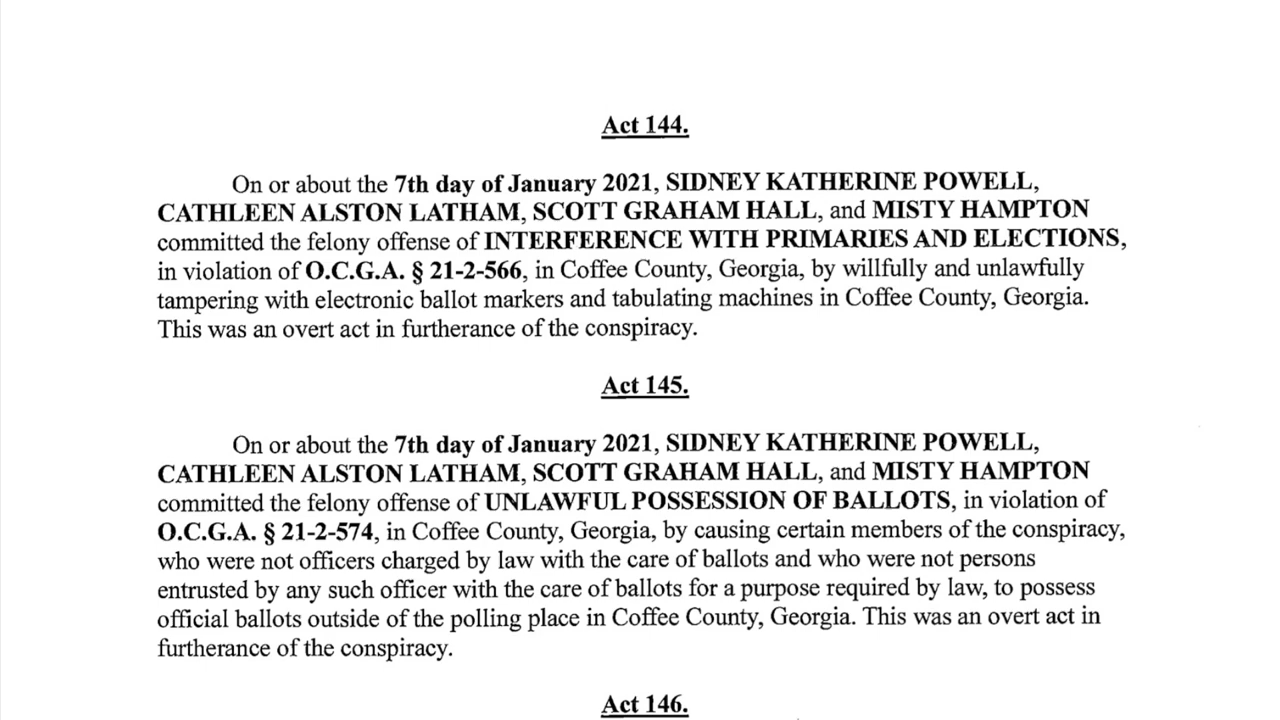 Act 144.
On or about the 7th day of January 2021, SIDNEY KATHERINE POWELL,
CATHLEEN ALSTON LATHAM, SCOTT GRAHAM HALL, and MISTY HAMPTON
committed the felony offense of INTERFERENCE WITH PRIMARIES AND ELECTIONS,
in violation of O.C.G.A. § 21-2-566, in Coffee County, Georgia, by willfully and unlawfully
tampering with electronic ballot markers and tabulating machines in Coffee County, Georgia.
This was an overt act in furtherance of the conspiracy.
Act 145.
On or about the 7th day of January 2021, SIDNEY KATHERINE POWELL,
CATHLEEN ALSTON LATHAM, SCOTT GRAHAM HALL, and MISTY HAMPTON
committed the felony offense of UNLAWFUL POSSESSION OF BALLOTS, in violation of
O.C.G.A. § 21-2-574, in Coffee County, Georgia, by causing certain members of the conspiracy,
who were not officers charged by law with the care of ballots and who were not persons
entrusted by any such officer with the care of ballots for a purpose required by law, to possess
official ballots outside of the polling place in Coffee County, Georgia. This was an overt act in
furtherance of the conspiracy.
Act 146.